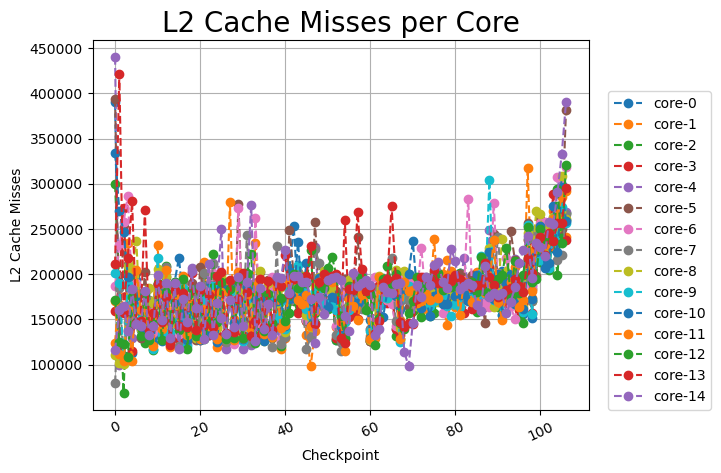 L2 Cache Misses per Core
450000
400000
350000
300000
250000
200000
150000
100000
L2 Cache Misses
0
20
40
60
80
100
Checkpoint
core-0
core-1
core-2
core-3
core-4
core-5
core-6
core-7
core-8
core-9
core-10
core-11
core-12
core-13
core-14